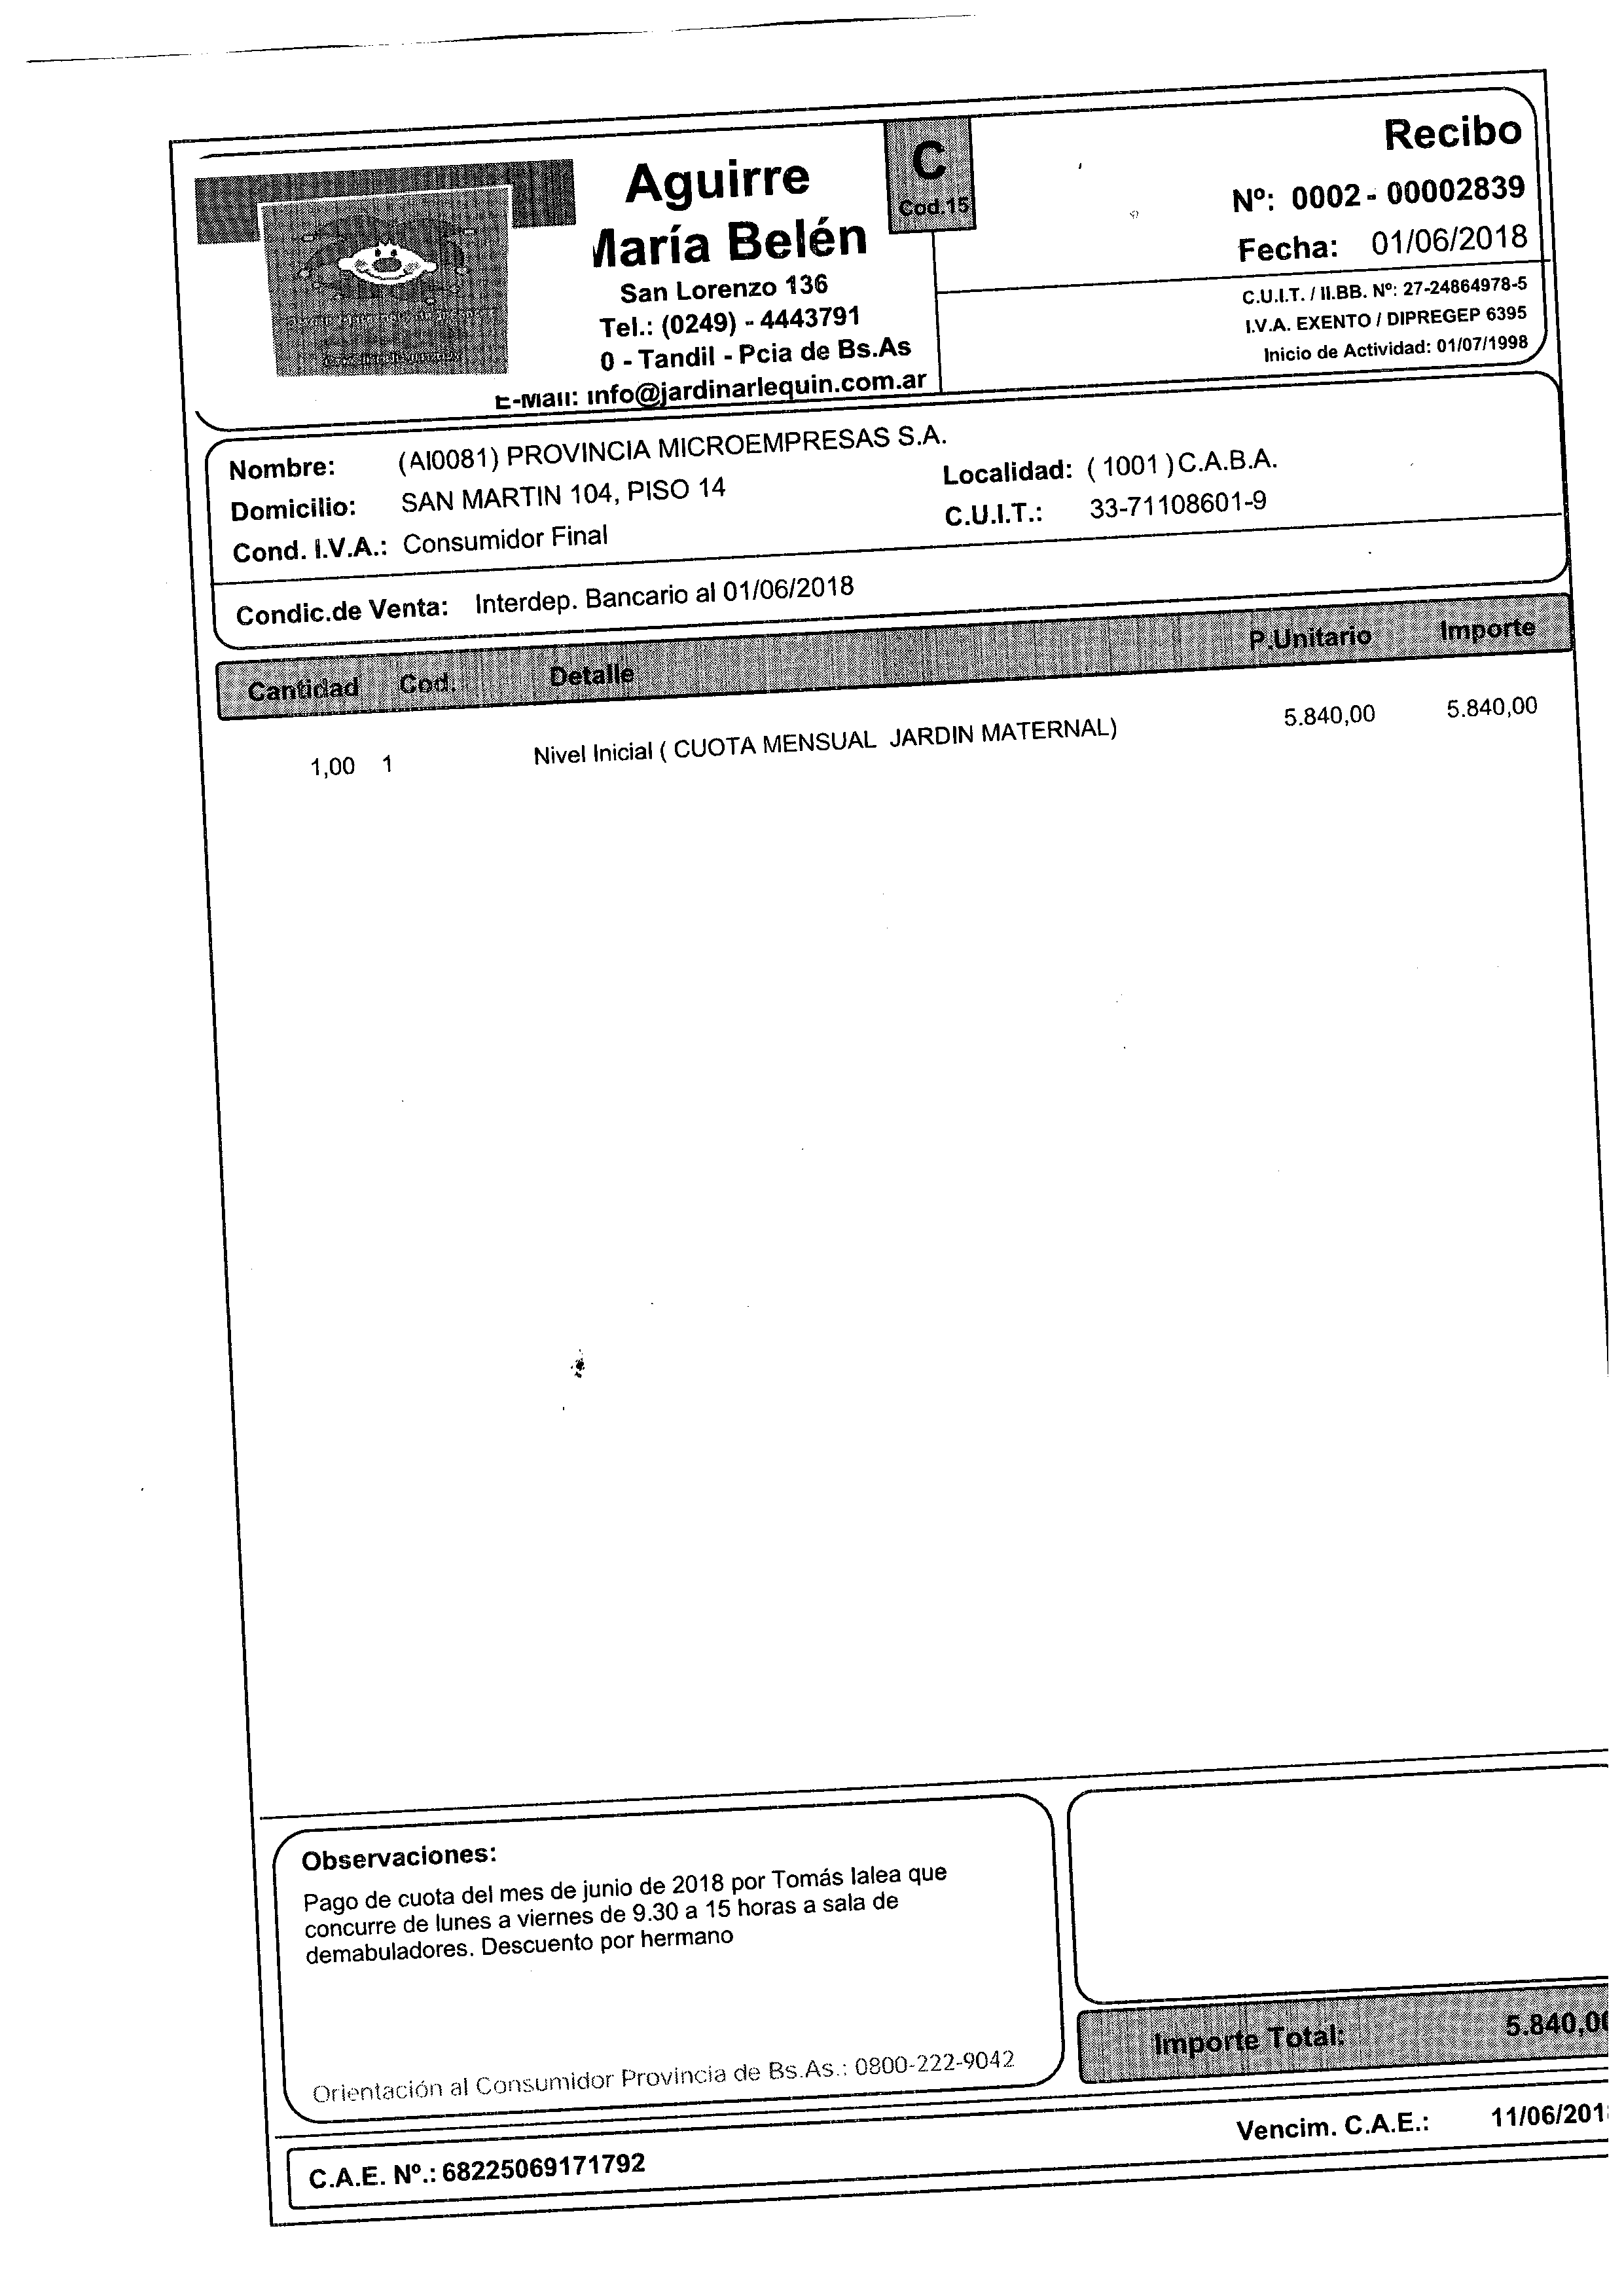 Recibo
Aguirre
María Belén
C
Cod.15
Nº: 0002 - 00002839
Fecha: 01/06/2018
San Lorenzo 136
Tel.: (0249) - 4443791
0 - Tandil - Pcia de Bs.As
E-Mail: info@jardinarlequin.com.ar
C.U.I.T. / II.BB. Nº: 27-24864978-5
I.V.A. EXENTO / DIPREGEP 6395
Inicio de Actividad: 01/07/1998
Nombre: (AI0081) PROVINCIA MICROEMPRESAS S.A.
Domicilio: SAN MARTIN 104, PISO 14 Localidad: ( 1001 ) C.A.B.A.
Cond. I.V.A.: Consumidor Final C.U.I.T.: 33-71108601-9
Condic.de Venta: Interdep. Bancario al 01/06/2018
Cantidad Cod. Detalle P.Unitario Importe
1,00 1 Nivel Inicial ( CUOTA MENSUAL JARDIN MATERNAL) 5.840,00 5.840,00
Observaciones:
Pago de cuota del mes de junio de 2018 por Tomás Ialea que
concurre de lunes a viernes de 9.30 a 15 horas a sala de
demabuladores. Descuento por hermano
Orientación al Consumidor Provincia de Bs.As.: 0800-222-9042
Importe Total: 5.840,0
Vencim. C.A.E.: 11/06/201
C.A.E. Nº.: 68225069171792